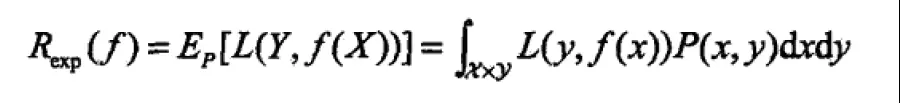 R_exp(f) = E_P[L(Y, f(X))] = ∫_{x×y} L(y, f(x))P(x, y)dxdy